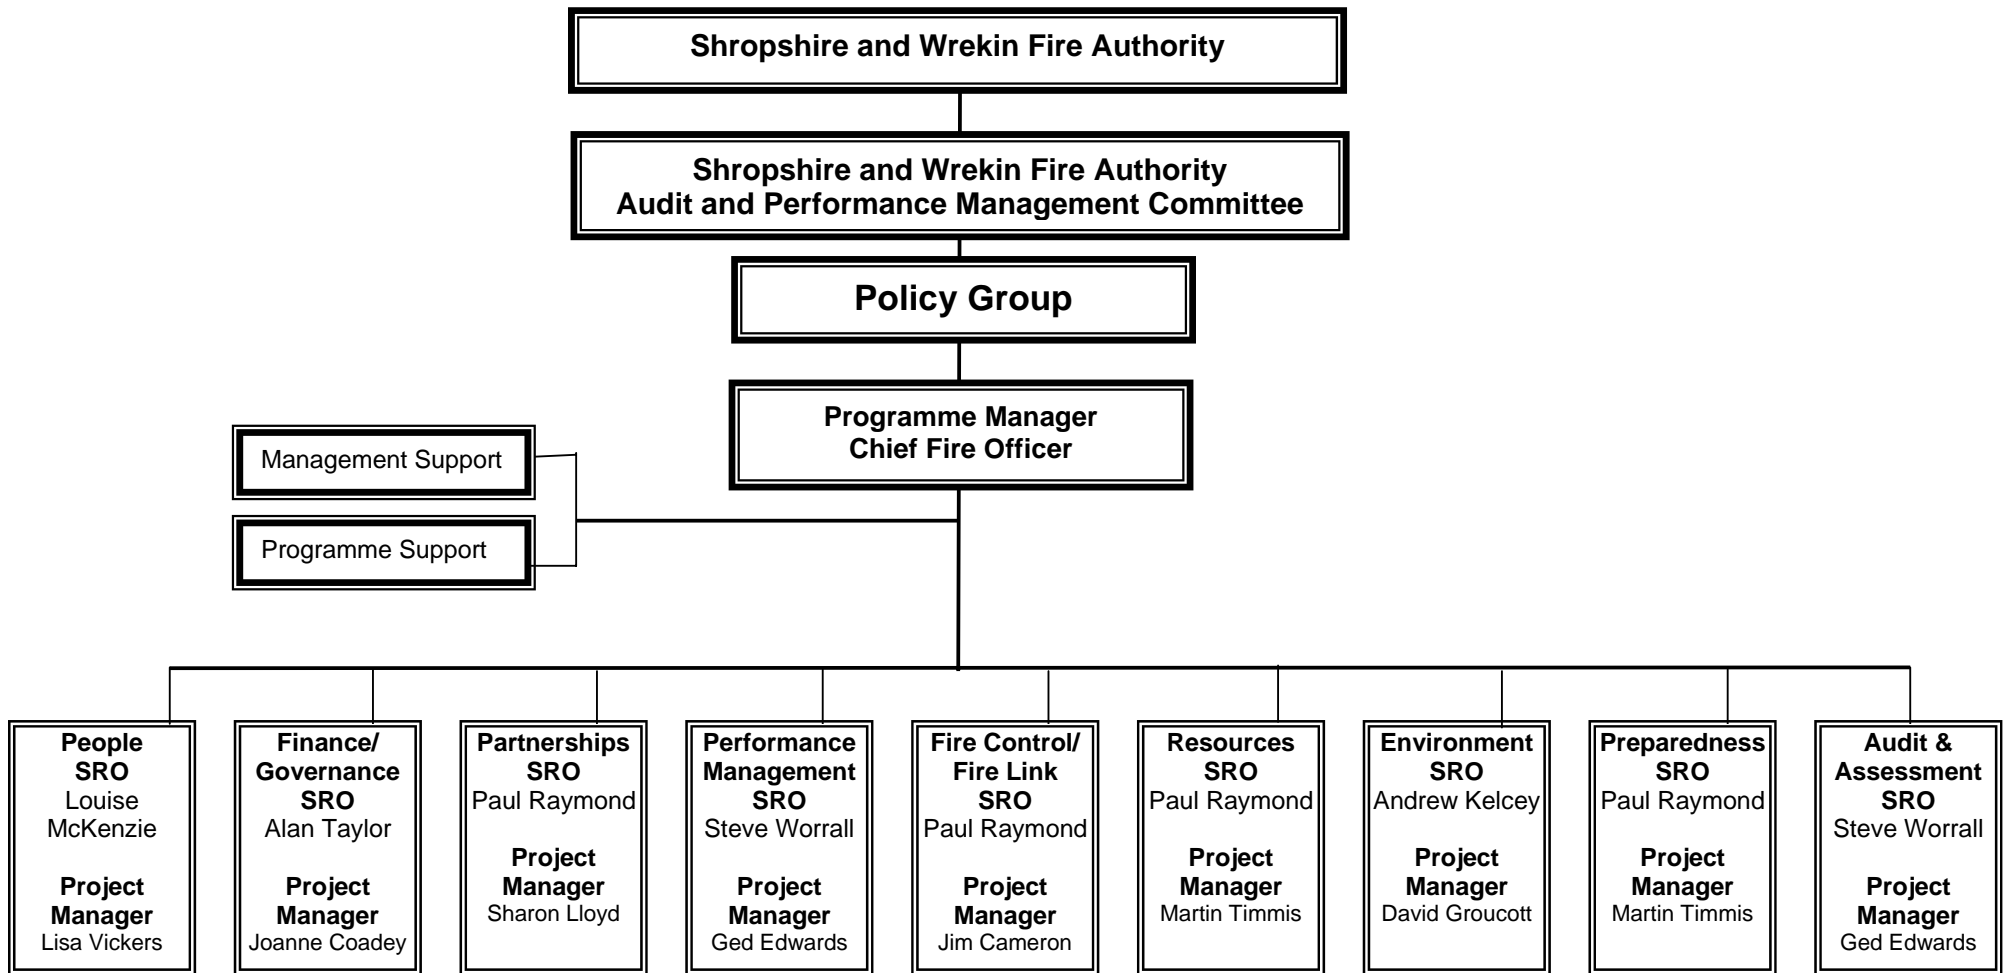 Shropshire and Wrekin Fire Authority
Shropshire and Wrekin Fire Authority
Audit and Performance Management Committee
Policy Group
Programme Manager
Chief Fire Officer
Management Support
Programme Support
People
SRO
Louise
McKenzie
Project
Manager
Lisa Vickers
Finance/
Governance
SRO
Alan Taylor
Project
Manager
Joanne Coadey
Partnerships
SRO
Paul Raymond
Project
Manager
Sharon Lloyd
Performance
Management
SRO
Steve Worrall
Project
Manager
Ged Edwards
Fire Control/
Fire Link
SRO
Paul Raymond
Project
Manager
Jim Cameron
Resources
SRO
Paul Raymond
Project
Manager
Martin Timmis
Environment
SRO
Andrew Kelcey
Project
Manager
David Groucott
Preparedness
SRO
Paul Raymond
Project
Manager
Martin Timmis
Audit &
Assessment
SRO
Steve Worrall
Project
Manager
Ged Edwards